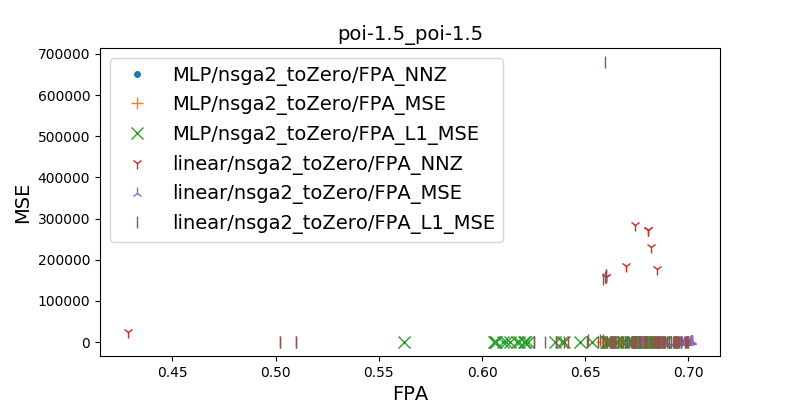 poi-1.5_poi-1.5
700000
600000
500000
400000
300000
200000
100000
0
MSE
MLP/nsga2_toZero/FPA_NNZ
MLP/nsga2_toZero/FPA_MSE
MLP/nsga2_toZero/FPA_L1_MSE
linear/nsga2_toZero/FPA_NNZ
linear/nsga2_toZero/FPA_MSE
linear/nsga2_toZero/FPA_L1_MSE
0.45 0.50 0.55 0.60 0.65 0.70
FPA